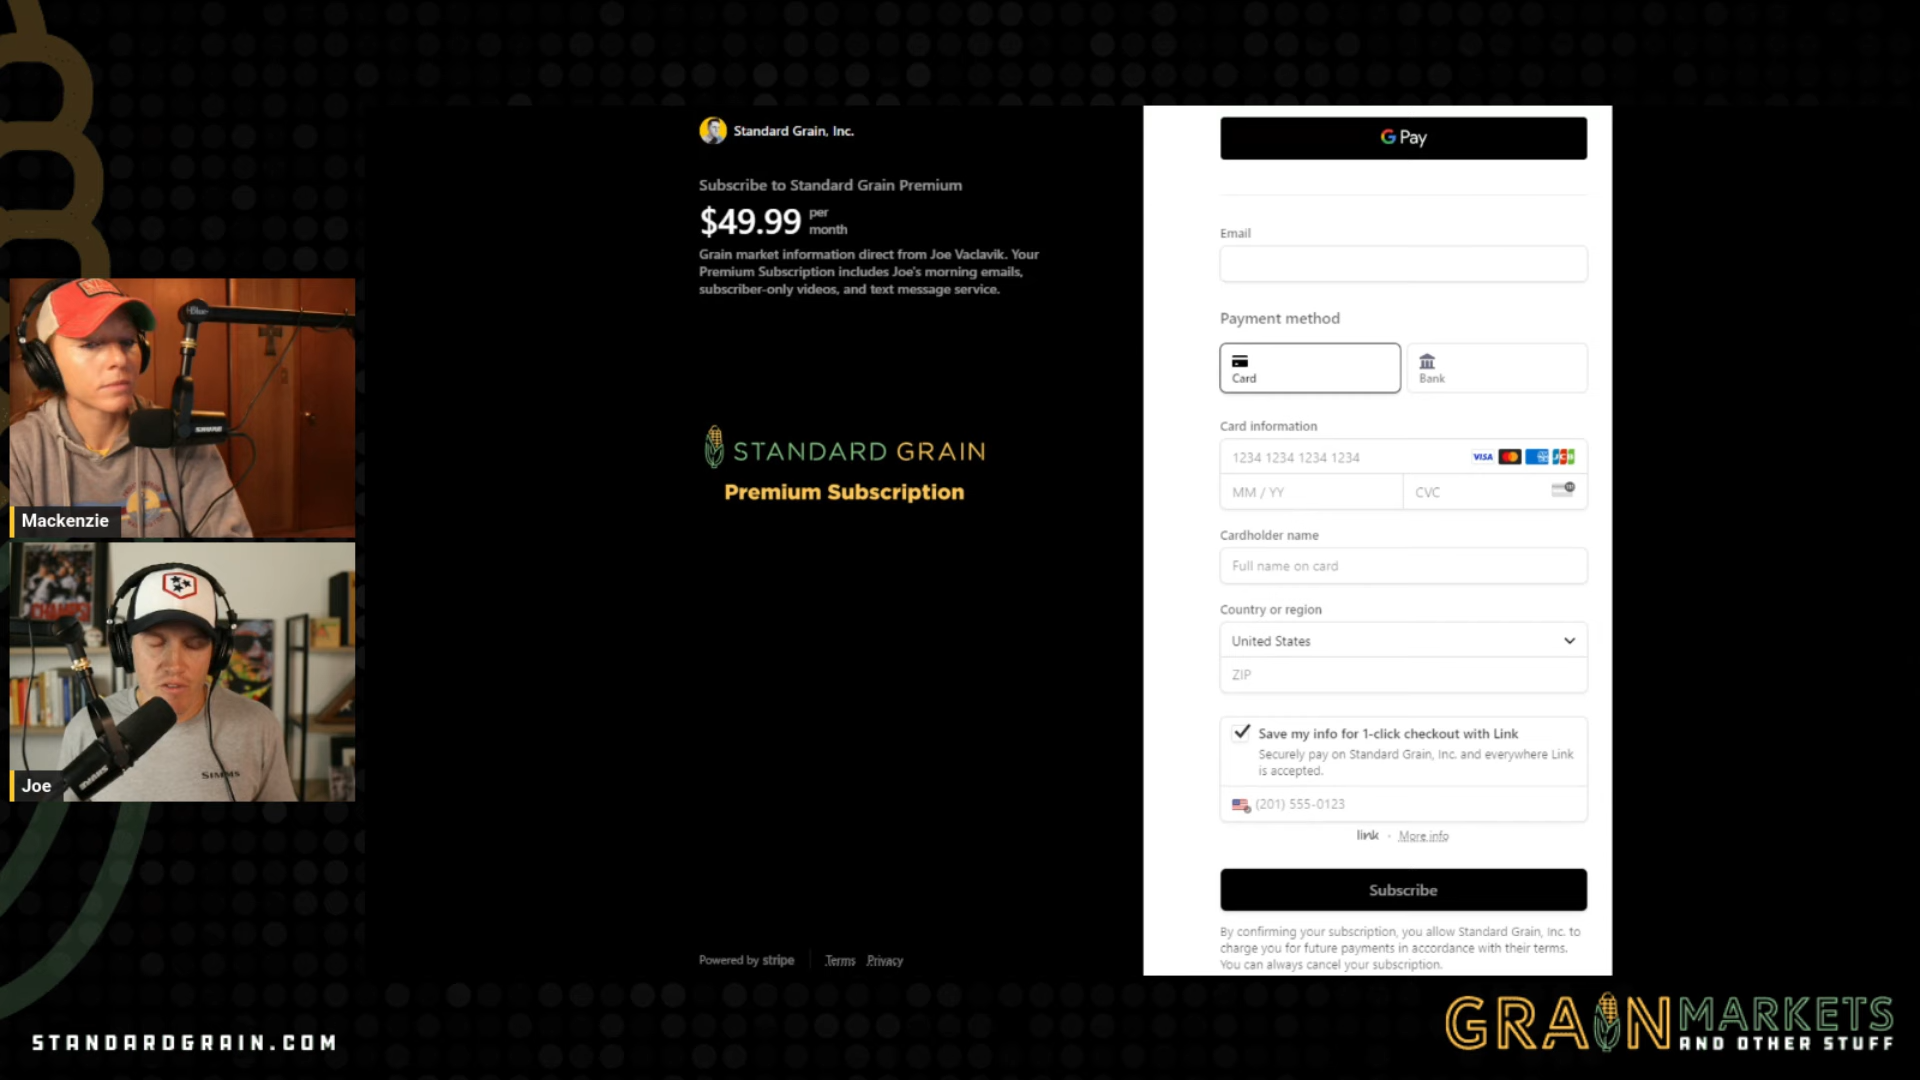 Standard Grain, Inc.
Subscribe to Standard Grain Premium
$49.99 per
month
Grain market information direct from Joe Vaclavik. Your
Premium Subscription includes Joe's morning emails,
subscriber-only videos, and text message service.
STANDARD GRAIN
Premium Subscription
Powered by stripe
Terms Privacy
G Pay
Email
Payment method
Card
Bank
Card information
1234 1234 1234 1234
VISA
JCB
MM / YY
CVC
Cardholder name
Full name on card
Country or region
United States
ZIP
Save my info for 1-click checkout with Link
Securely pay on Standard Grain, Inc. and everywhere Link
is accepted.
(201) 555-0123
link · More info
Subscribe
By confirming your subscription, you allow Standard Grain, Inc. to
charge you for future payments in accordance with their terms.
You can always cancel your subscription.
Blue
SHURE
Mackenzie
SIMMS
SHURE
Joe
STANDARDGRAIN.COM
GRAIN MARKETS
AND OTHER STUFF